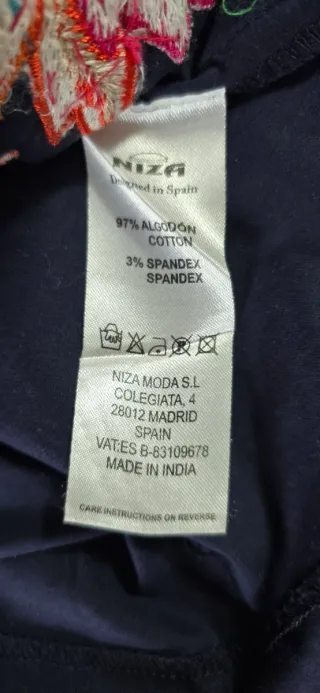 NIZA
Designed in Spain
97% ALGODÓN
COTTON
3% SPANDEX
SPANDEX
NIZA MODA S.L
COLEGIATA, 4
28012 MADRID
SPAIN
VAT:ES B-83109678
MADE IN INDIA
CARE INSTRUCTIONS ON REVERSE